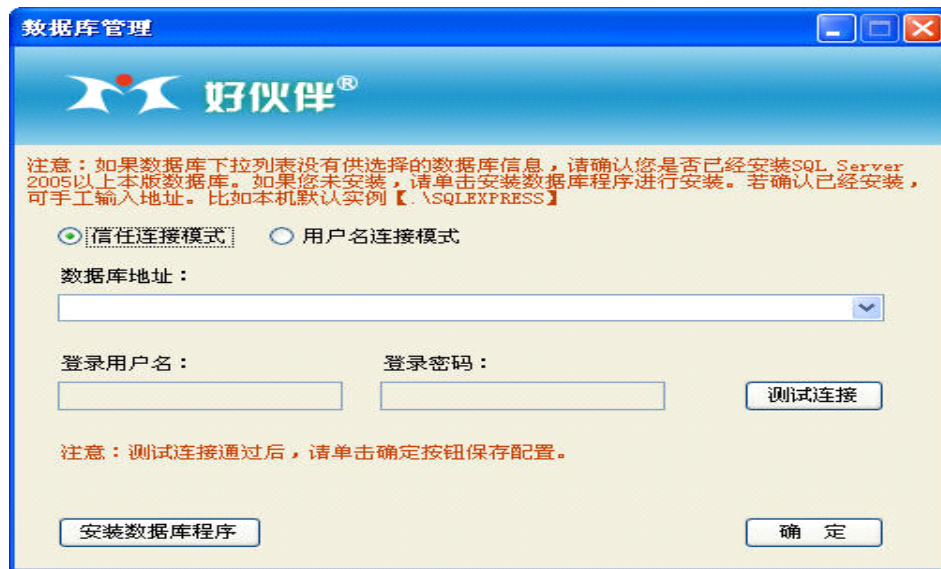 数据库管理
好伙伴®
注意：如果数据库下拉列表没有供选择的数据库信息，请确认您是否已经安装SQL Server
2005以上本版数据库。如果您未安装，请单击安装数据库程序进行安装。若确认已经安装，
可手工输入地址。比如本机默认实例【.\SQLEXPRESS】
信任连接模式 用户名连接模式
数据库地址：
登录用户名： 登录密码：
测试连接
注意：测试连接通过后，请单击确定按钮保存配置。
安装数据库程序 确 定